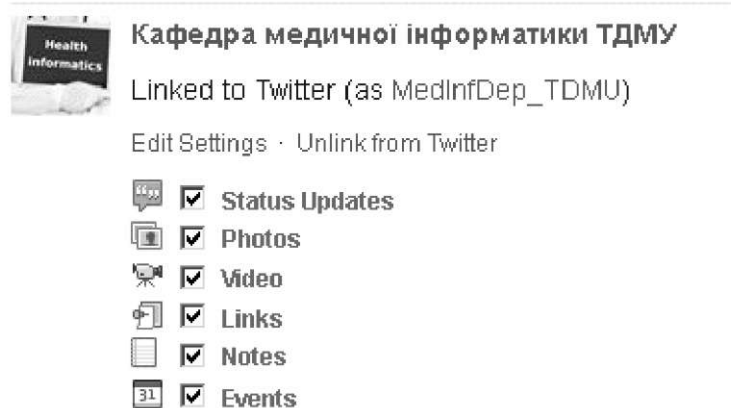 Health
Informatics
Кафедра медичної інформатики ТДМУ
Linked to Twitter (as MedInfDep_TDMU)
Edit Settings · Unlink from Twitter
Status Updates
Photos
Video
Links
Notes
31 Events